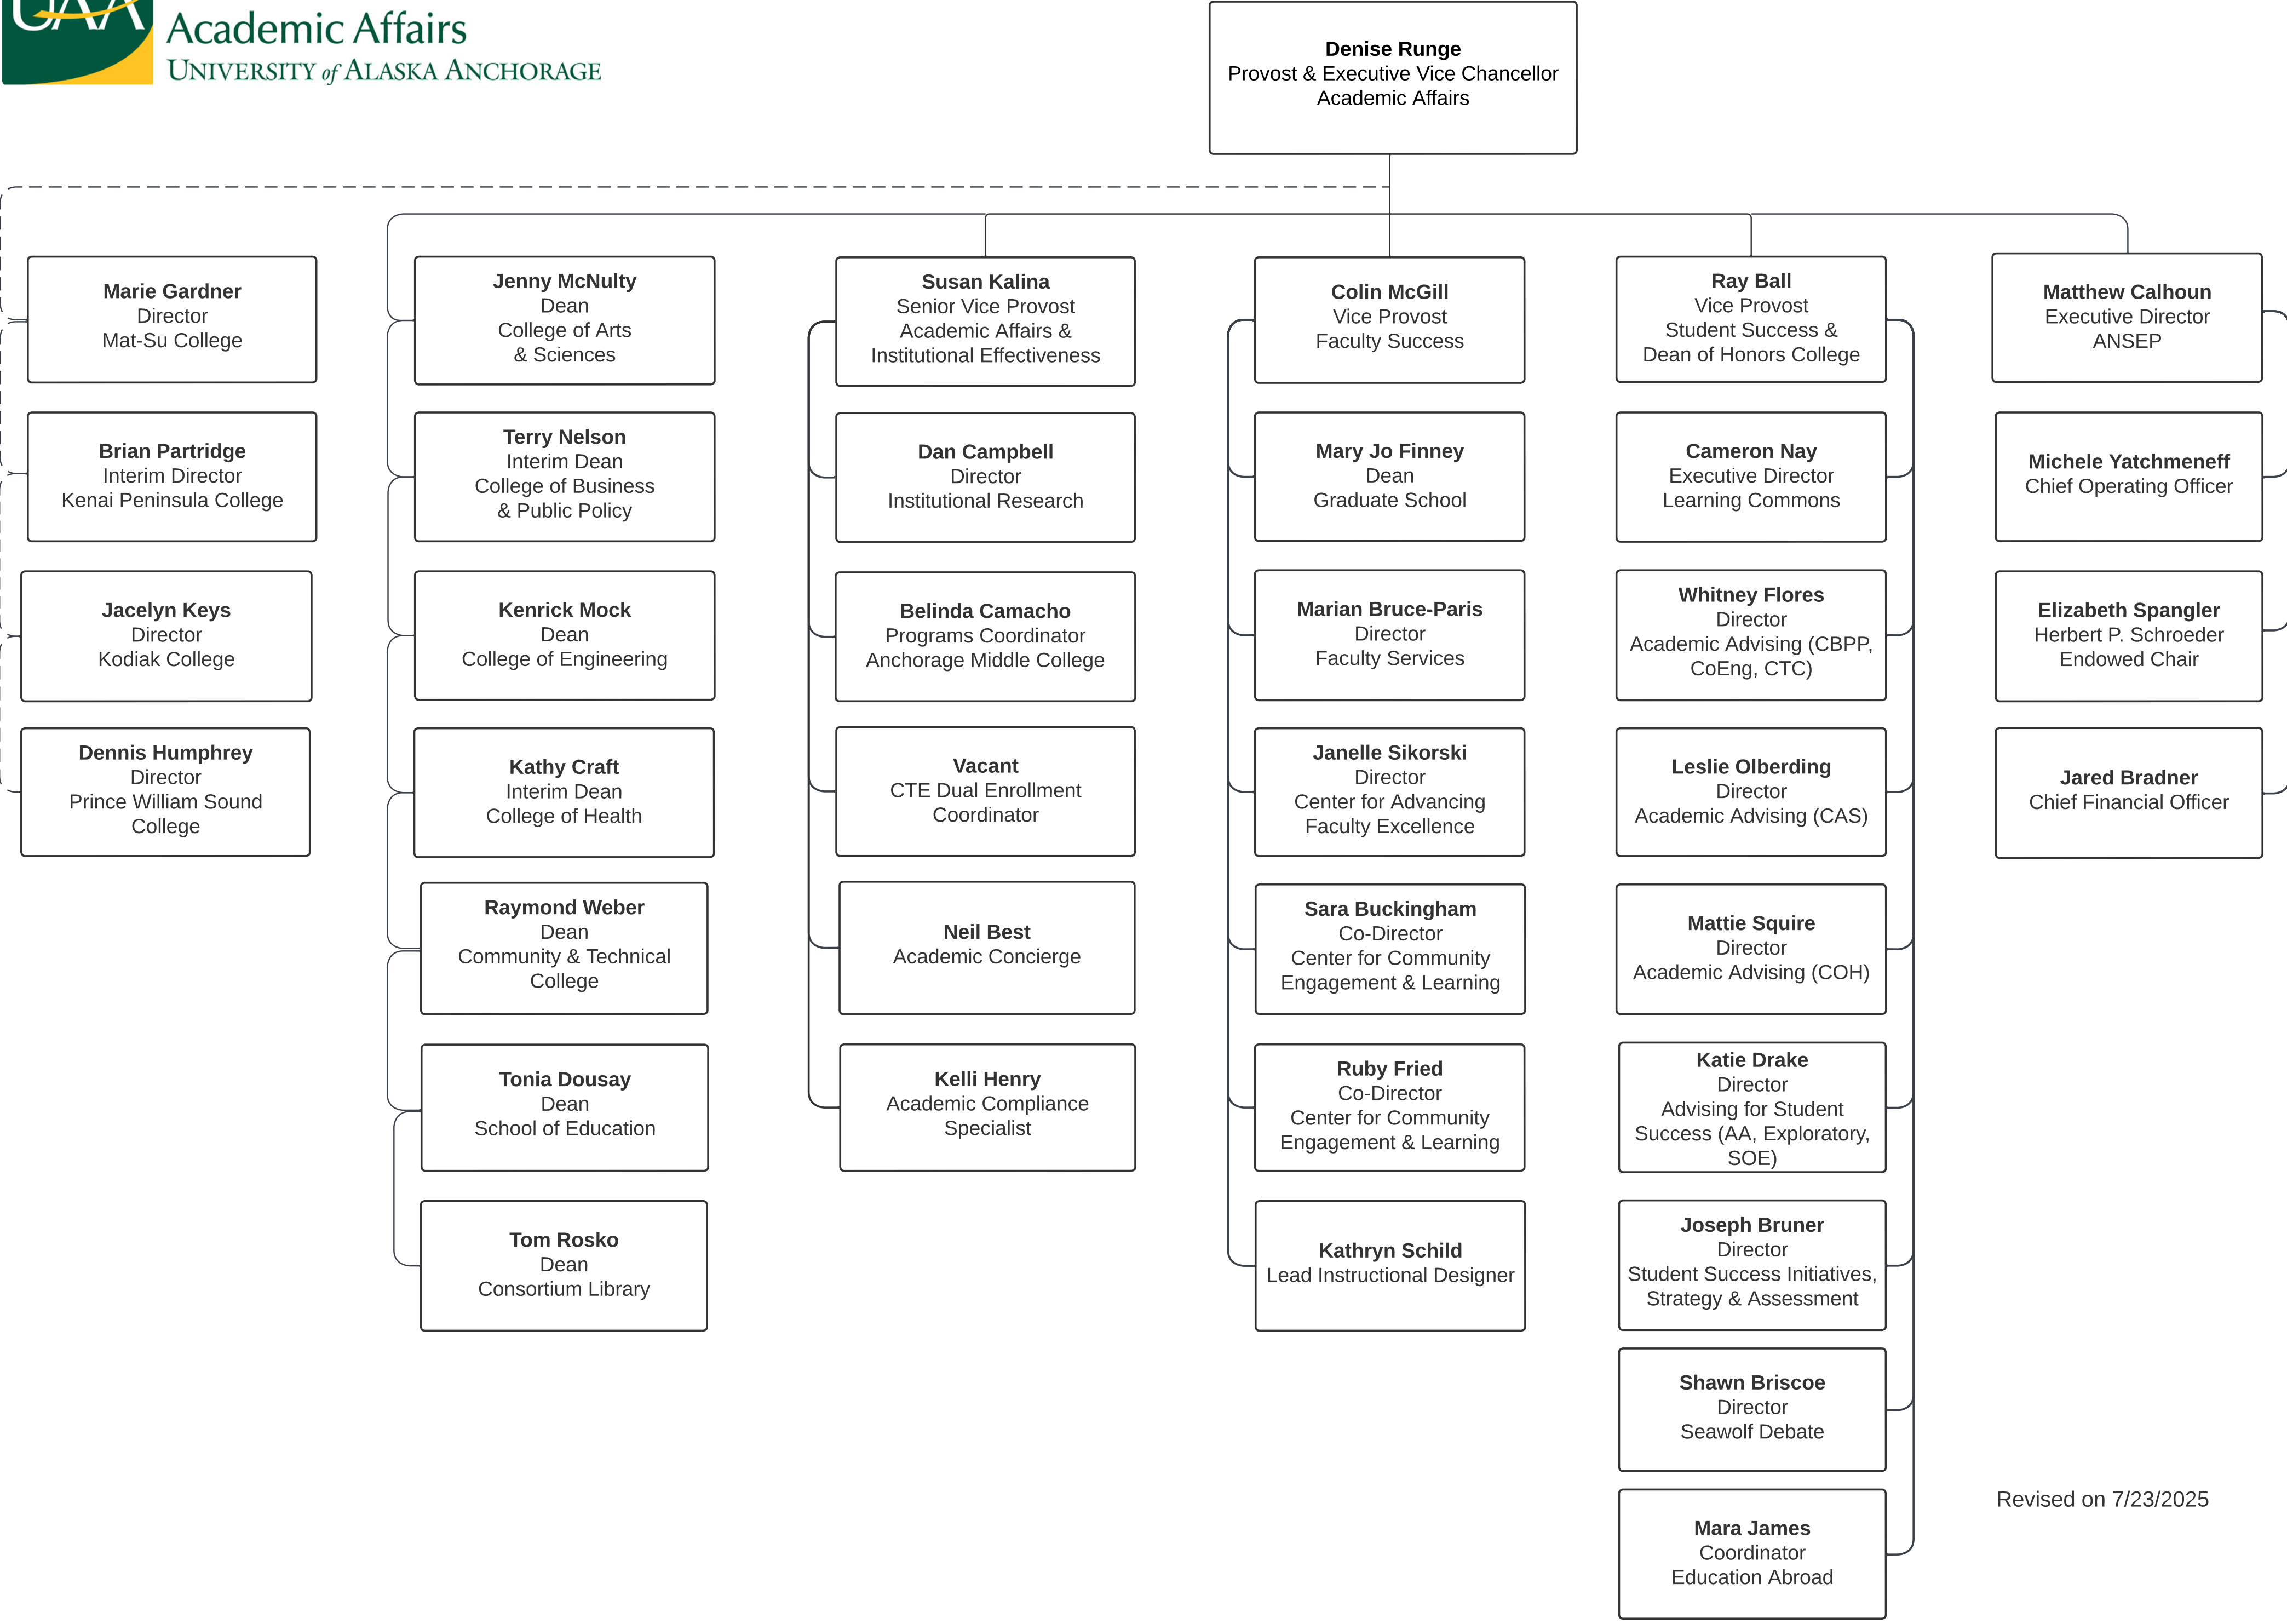 UAA
Academic Affairs
UNIVERSITY of ALASKA ANCHORAGE
Denise Runge
Provost & Executive Vice Chancellor
Academic Affairs
Marie Gardner
Director
Mat-Su College
Brian Partridge
Interim Director
Kenai Peninsula College
Jacelyn Keys
Director
Kodiak College
Dennis Humphrey
Director
Prince William Sound
College
Jenny McNulty
Dean
College of Arts
& Sciences
Terry Nelson
Interim Dean
College of Business
& Public Policy
Kenrick Mock
Dean
College of Engineering
Kathy Craft
Interim Dean
College of Health
Raymond Weber
Dean
Community & Technical
College
Tonia Dousay
Dean
School of Education
Tom Rosko
Dean
Consortium Library
Susan Kalina
Senior Vice Provost
Academic Affairs &
Institutional Effectiveness
Dan Campbell
Director
Institutional Research
Belinda Camacho
Programs Coordinator
Anchorage Middle College
Vacant
CTE Dual Enrollment
Coordinator
Neil Best
Academic Concierge
Kelli Henry
Academic Compliance
Specialist
Colin McGill
Vice Provost
Faculty Success
Mary Jo Finney
Dean
Graduate School
Marian Bruce-Paris
Director
Faculty Services
Janelle Sikorski
Director
Center for Advancing
Faculty Excellence
Sara Buckingham
Co-Director
Center for Community
Engagement & Learning
Ruby Fried
Co-Director
Center for Community
Engagement & Learning
Kathryn Schild
Lead Instructional Designer
Ray Ball
Vice Provost
Student Success &
Dean of Honors College
Cameron Nay
Executive Director
Learning Commons
Whitney Flores
Director
Academic Advising (CBPP,
CoEng, CTC)
Leslie Olberding
Director
Academic Advising (CAS)
Mattie Squire
Director
Academic Advising (COH)
Katie Drake
Director
Advising for Student
Success (AA, Exploratory,
SOE)
Joseph Bruner
Director
Student Success Initiatives,
Strategy & Assessment
Shawn Briscoe
Director
Seawolf Debate
Mara James
Coordinator
Education Abroad
Matthew Calhoun
Executive Director
ANSEP
Michele Yatchmeneff
Chief Operating Officer
Elizabeth Spangler
Herbert P. Schroeder
Endowed Chair
Jared Bradner
Chief Financial Officer
Revised on 7/23/2025